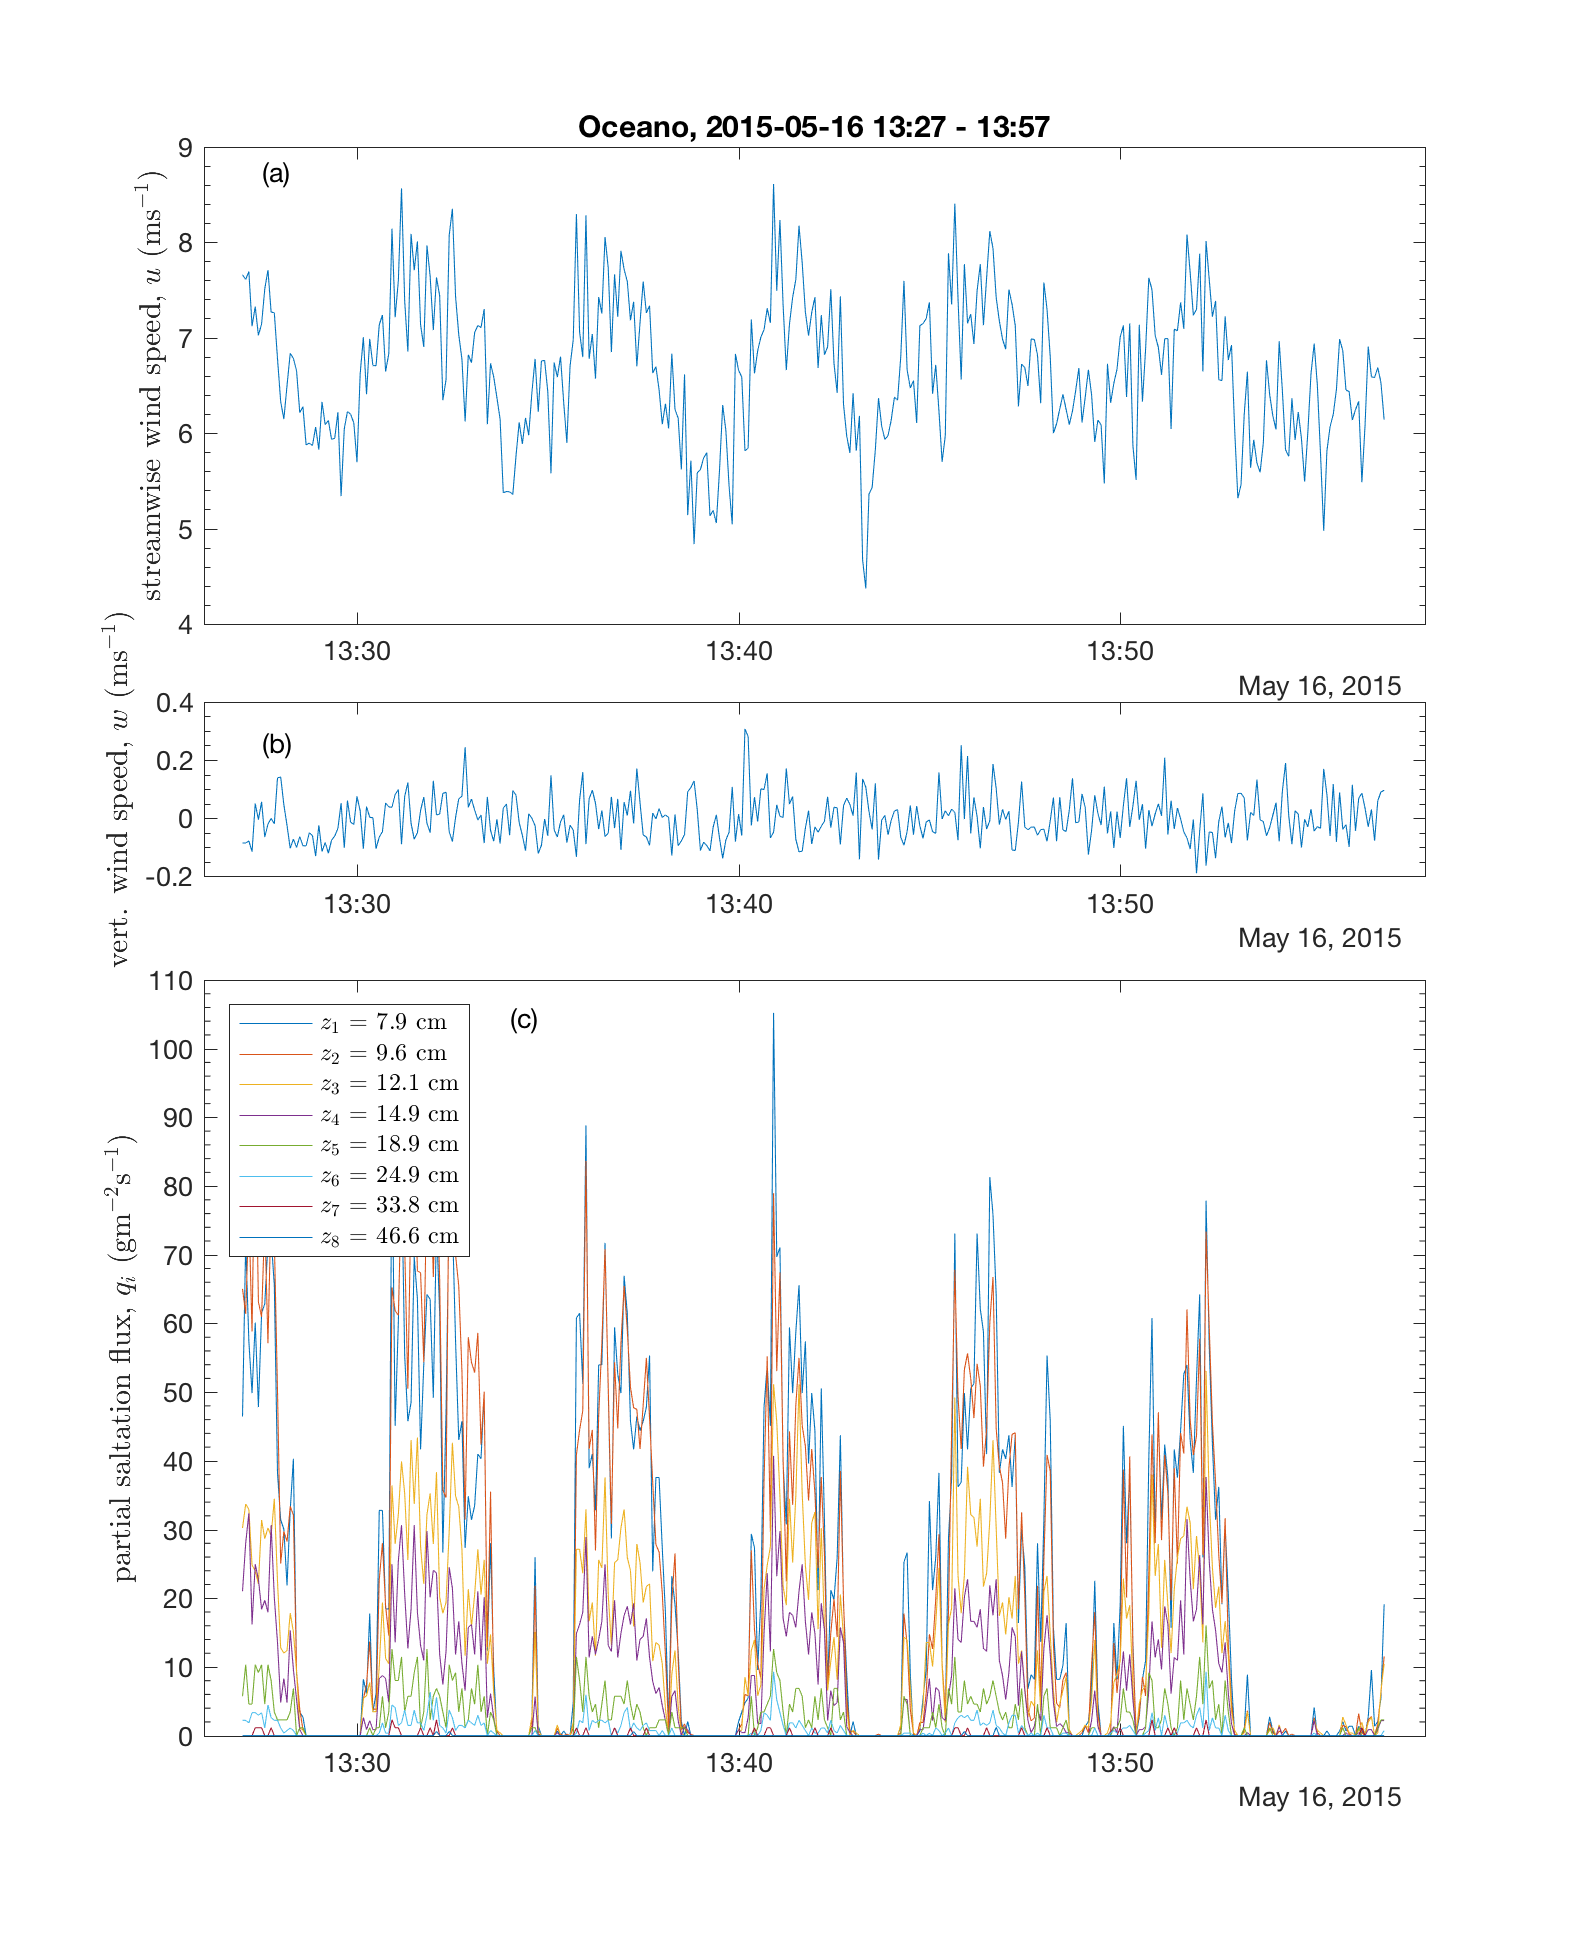 Oceano, 2015-05-16 13:27 - 13:57
(a)
streamwise wind speed, u (ms⁻¹)
9
8
7
6
5
4
13:30 13:40 13:50
May 16, 2015
(b)
vert. wind speed, w (ms⁻¹)
0.4
0.2
0
-0.2
13:30 13:40 13:50
May 16, 2015
(c)
partial saltation flux, qᵢ (gm⁻²s⁻¹)
110
100
90
80
70
60
50
40
30
20
10
0
z₁ = 7.9 cm
z₂ = 9.6 cm
z₃ = 12.1 cm
z₄ = 14.9 cm
z₅ = 18.9 cm
z₆ = 24.9 cm
z₇ = 33.8 cm
z₈ = 46.6 cm
13:30 13:40 13:50
May 16, 2015